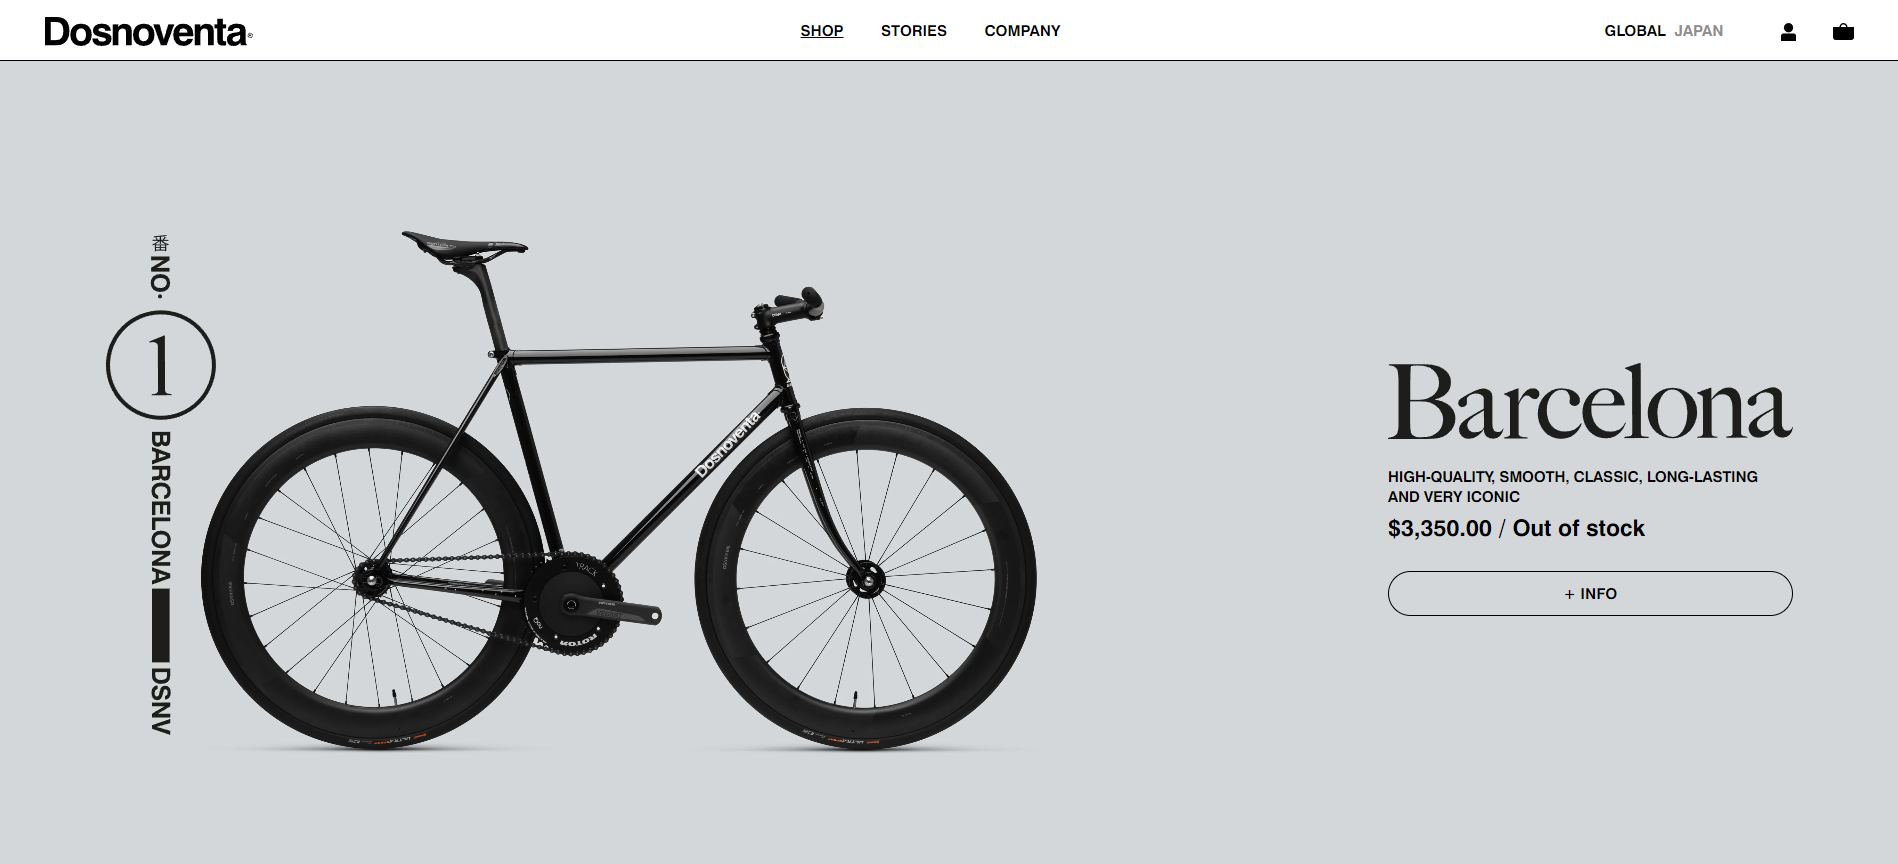 Dosnoventa®
SHOP STORIES COMPANY
GLOBAL JAPAN
番 NO.
1
BARCELONA
DSNV
Dosnoventa
TRACK
ROTOR
Barcelona
HIGH-QUALITY, SMOOTH, CLASSIC, LONG-LASTING
AND VERY ICONIC
$3,350.00 / Out of stock
+ INFO